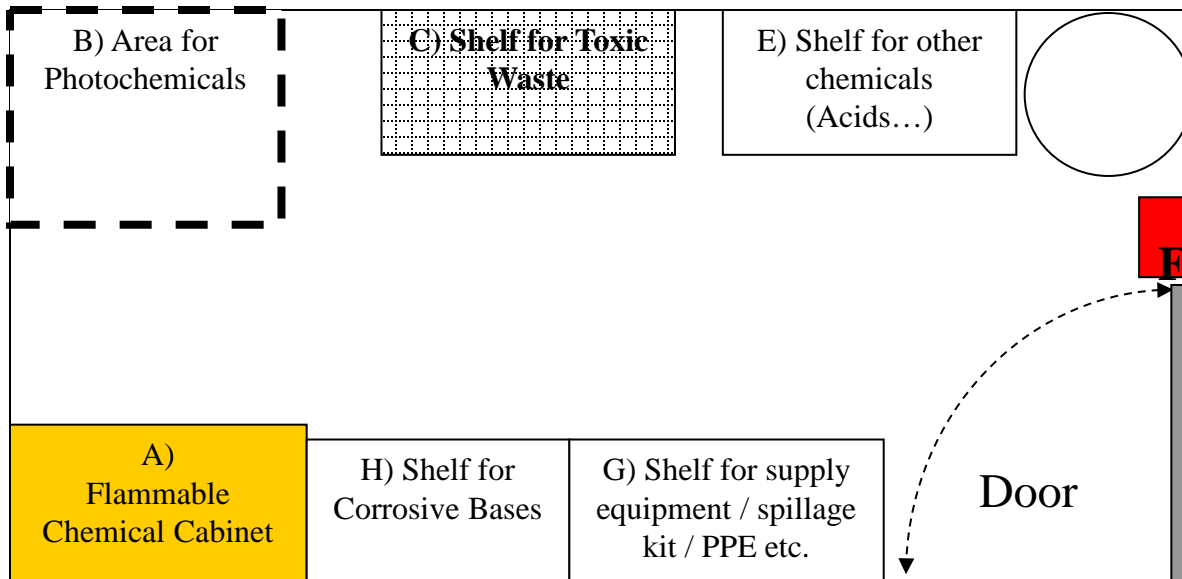 B) Area for
Photochemicals
C) Shelf for Toxic
Waste
E) Shelf for other
chemicals
(Acids…)
F
A)
Flammable
Chemical Cabinet
H) Shelf for
Corrosive Bases
G) Shelf for supply
equipment / spillage
kit / PPE etc.
Door